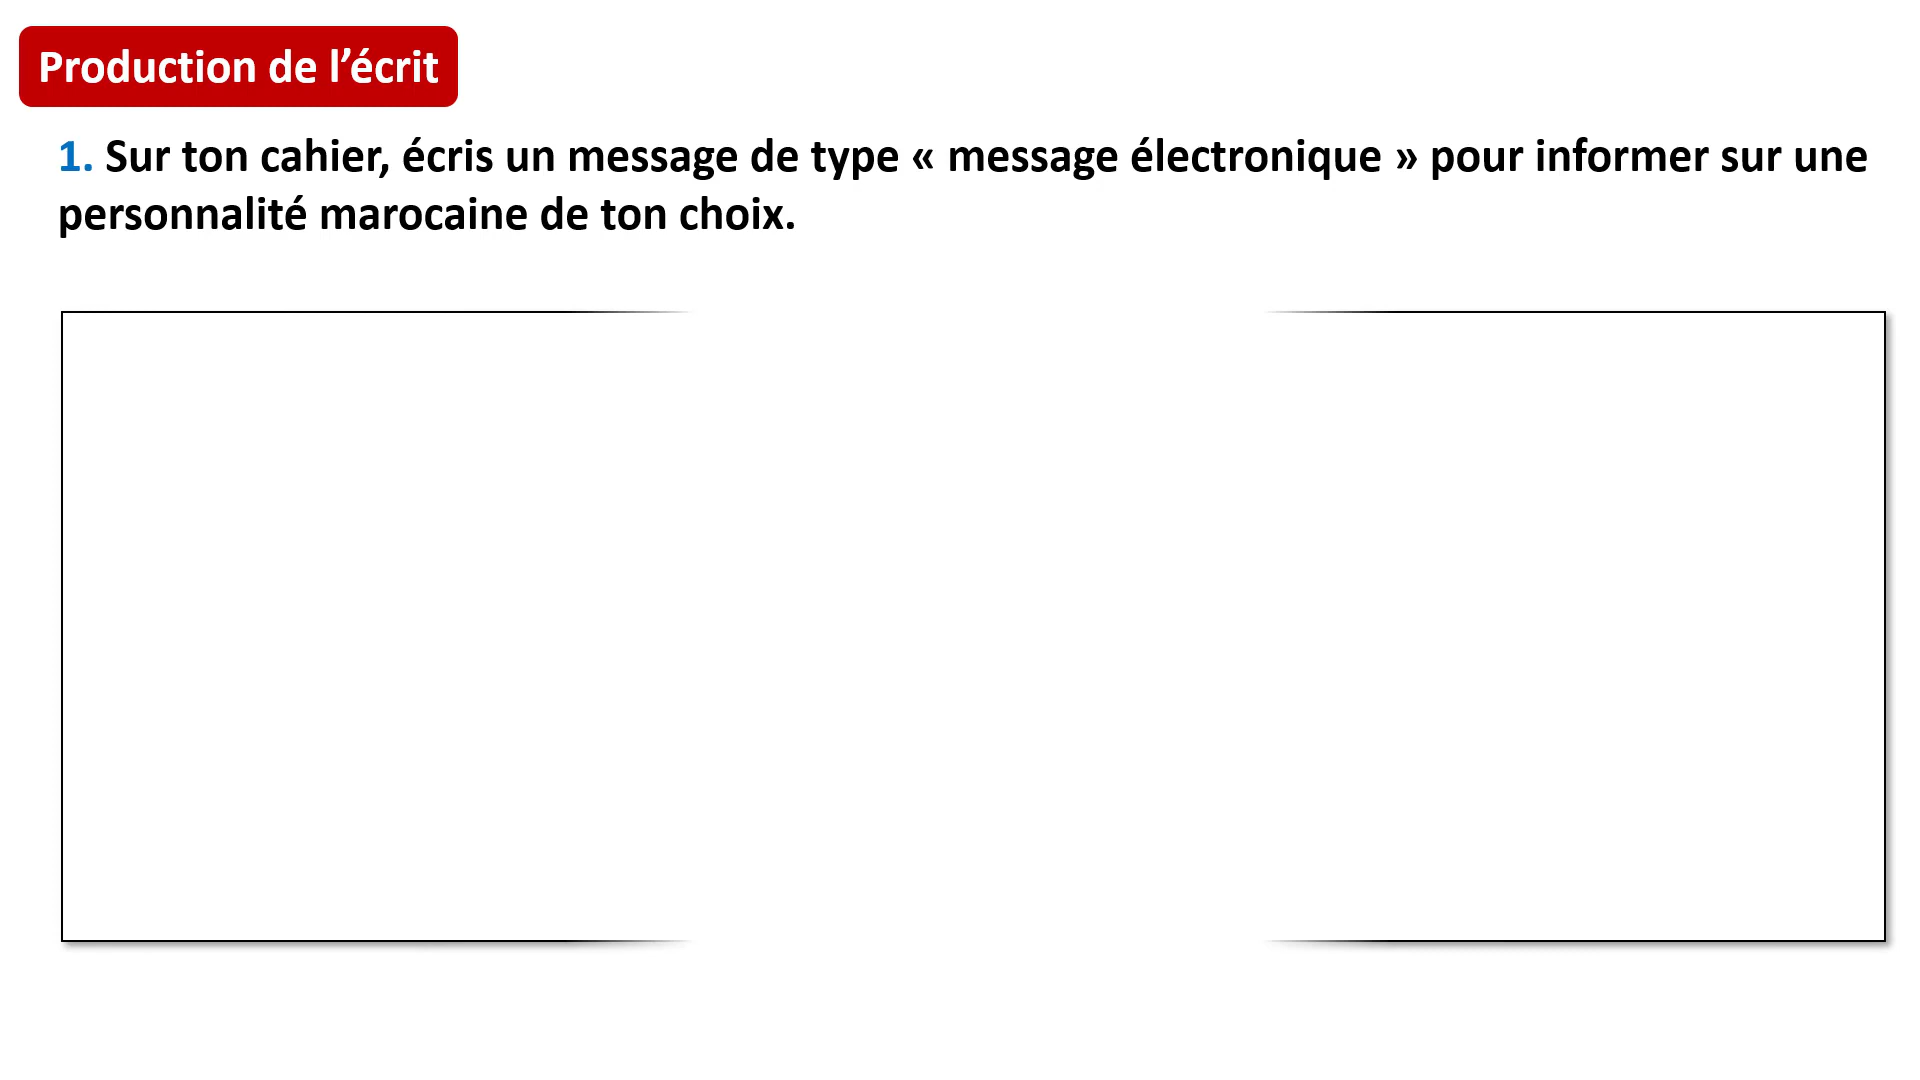 Production de l’écrit
1. Sur ton cahier, écris un message de type « message électronique » pour informer sur une
personnalité marocaine de ton choix.